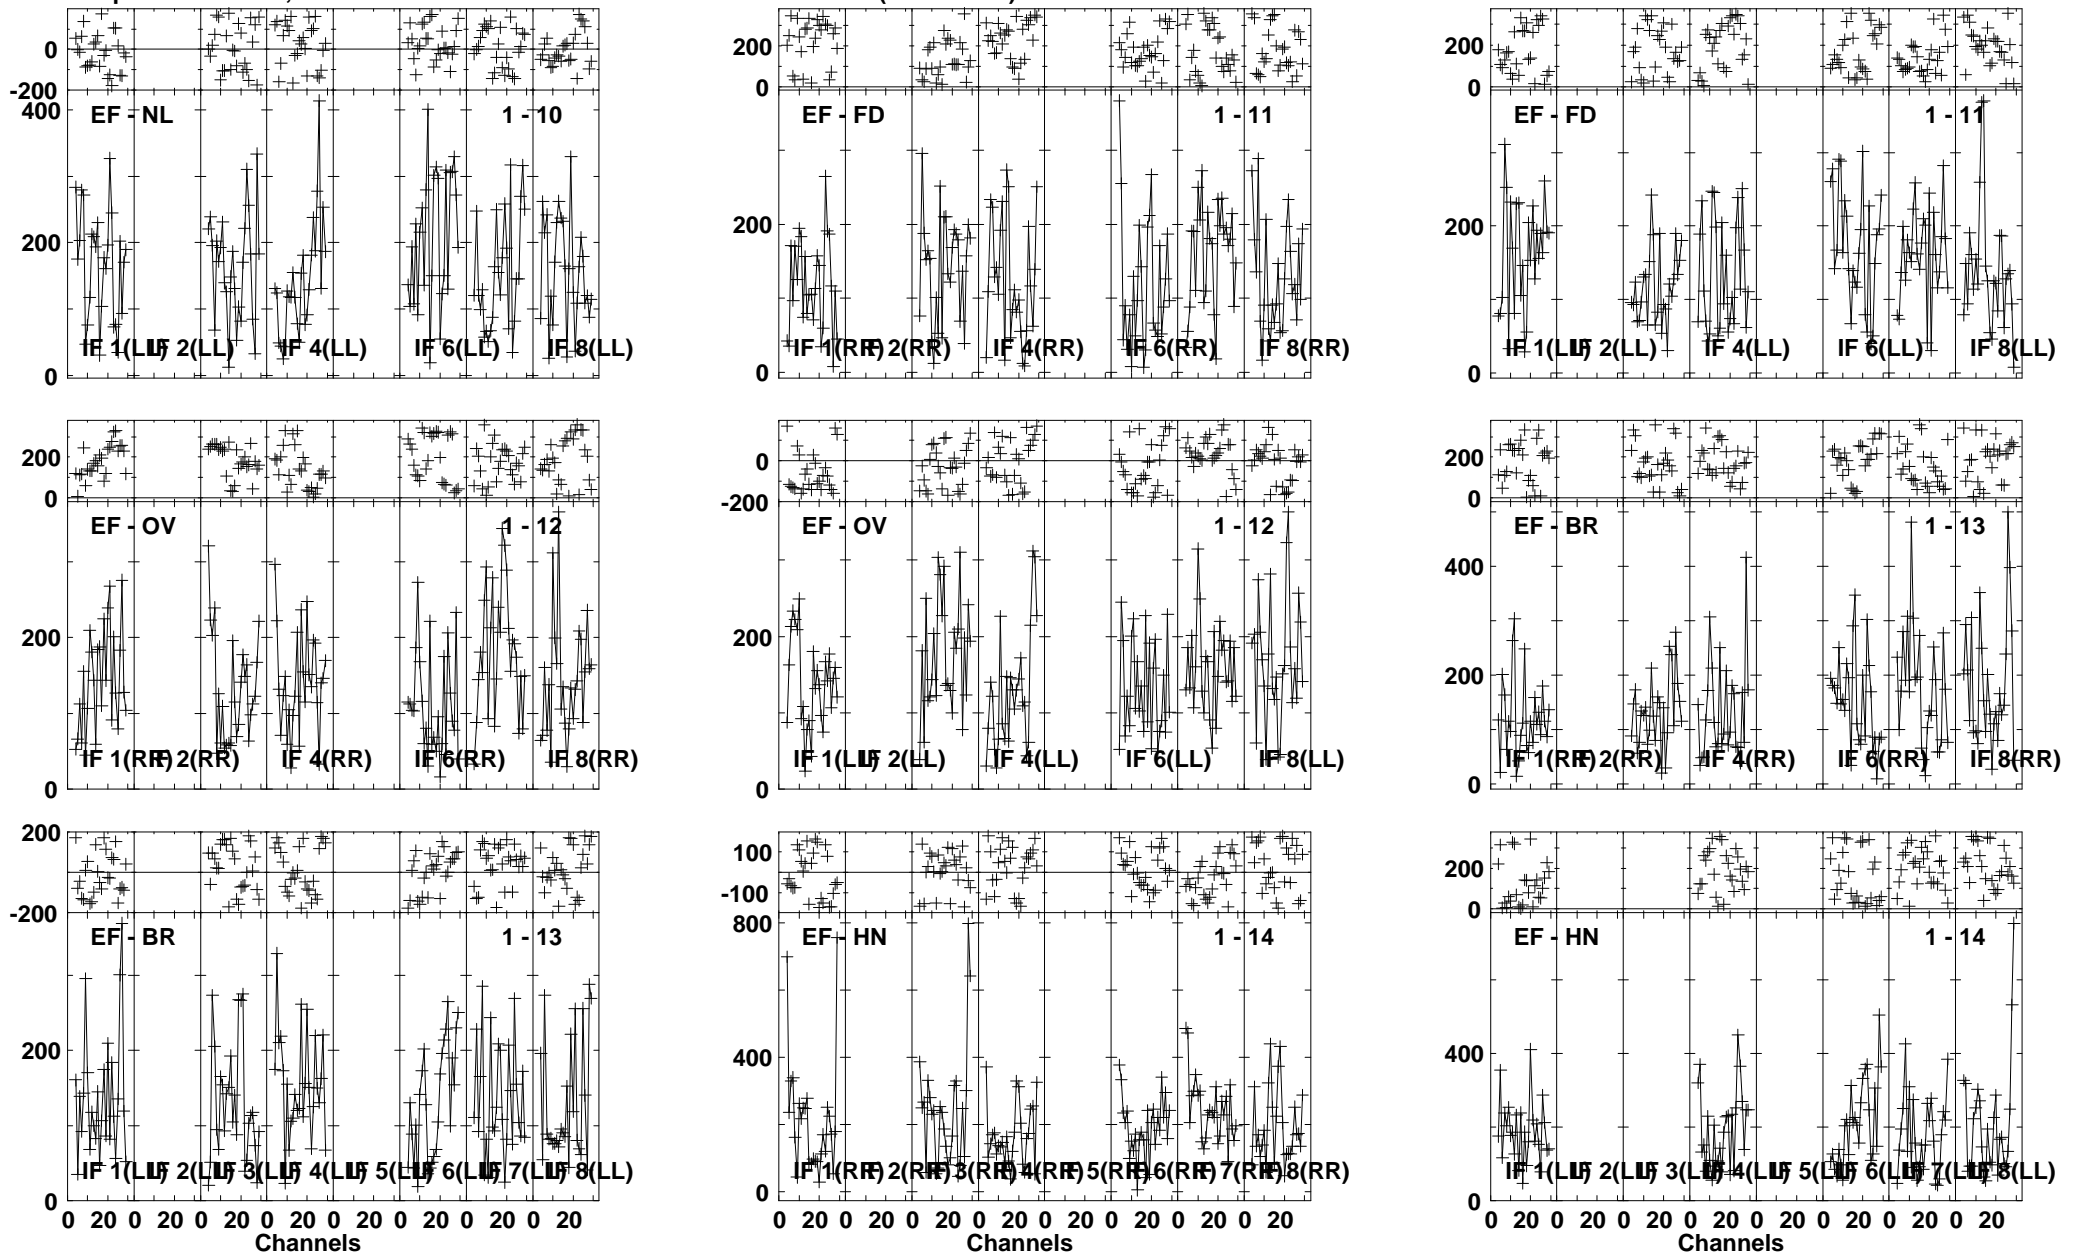 0 200 200
-200 0 0
400 EF - NL 1 - 10 EF - FD 1 - 11 EF - FD 1 - 11
200 200 200
IF 1(LL) IF 2(LL) IF 4(LL) IF 6(LL) IF 8(LL) IF 1(RR) IF 2(RR) IF 4(RR) IF 6(RR) IF 8(RR) IF 1(LL) IF 2(LL) IF 4(LL) IF 6(LL) IF 8(LL)
0 0 0
200 0 200
0 -200 0
EF - OV 1 - 12 EF - OV 1 - 12 EF - BR 1 - 13
400
200 200 200
IF 1(RR) IF 2(RR) IF 4(RR) IF 6(RR) IF 8(RR) IF 1(LL) IF 2(LL) IF 4(LL) IF 6(LL) IF 8(LL) IF 1(RR) IF 2(RR) IF 4(RR) IF 6(RR) IF 8(RR)
0 0 0
200 100 200
-200 -100 0
800
EF - BR 1 - 13 EF - HN 1 - 14 EF - HN 1 - 14
200 400 400
IF 1(LL) IF 2(LL) IF 3(LL) IF 4(LL) IF 5(LL) IF 6(LL) IF 7(LL) IF 8(LL) IF 1(RR) IF 2(RR) IF 3(RR) IF 4(RR) IF 5(RR) IF 6(RR) IF 7(RR) IF 8(RR) IF 1(LL) IF 2(LL) IF 3(LL) IF 4(LL) IF 5(LL) IF 6(LL) IF 7(LL) IF 8(LL)
0 0 0
0 20 0 20 0 20 0 20 0 20 0 20 0 20 0 20 0 20 0 20 0 20 0 20 0 20 0 20 0 20 0 20 0 20 0 20 0 20 0 20 0 20 0 20 0 20 0 20
Channels Channels Channels